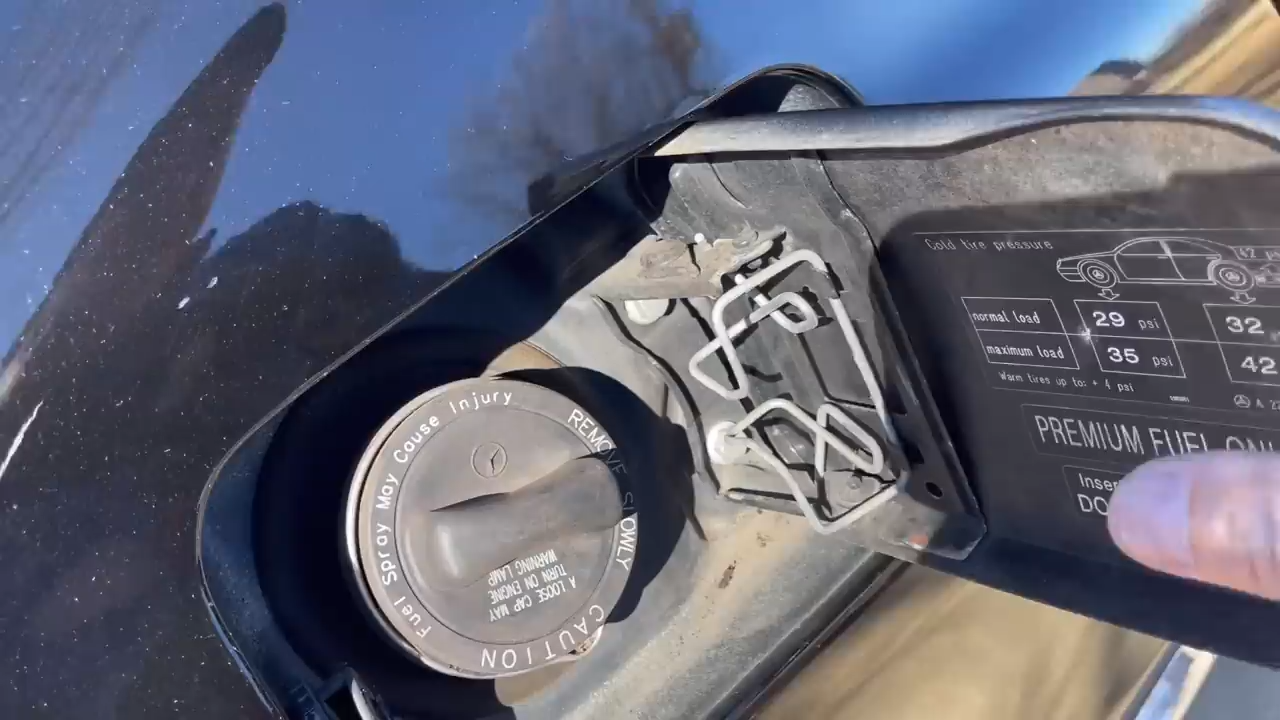 Cold tire pressure
normal load 29 psi 32
maximum load 35 psi 42
Warm tires up to: + 4 psi
PREMIUM FUEL
Fuel Spray May Cause Injury
REMOVE SLOWLY
CAUTION
A LOOSE CAP MAY
TURN ON ENGINE
WARNING LAMP